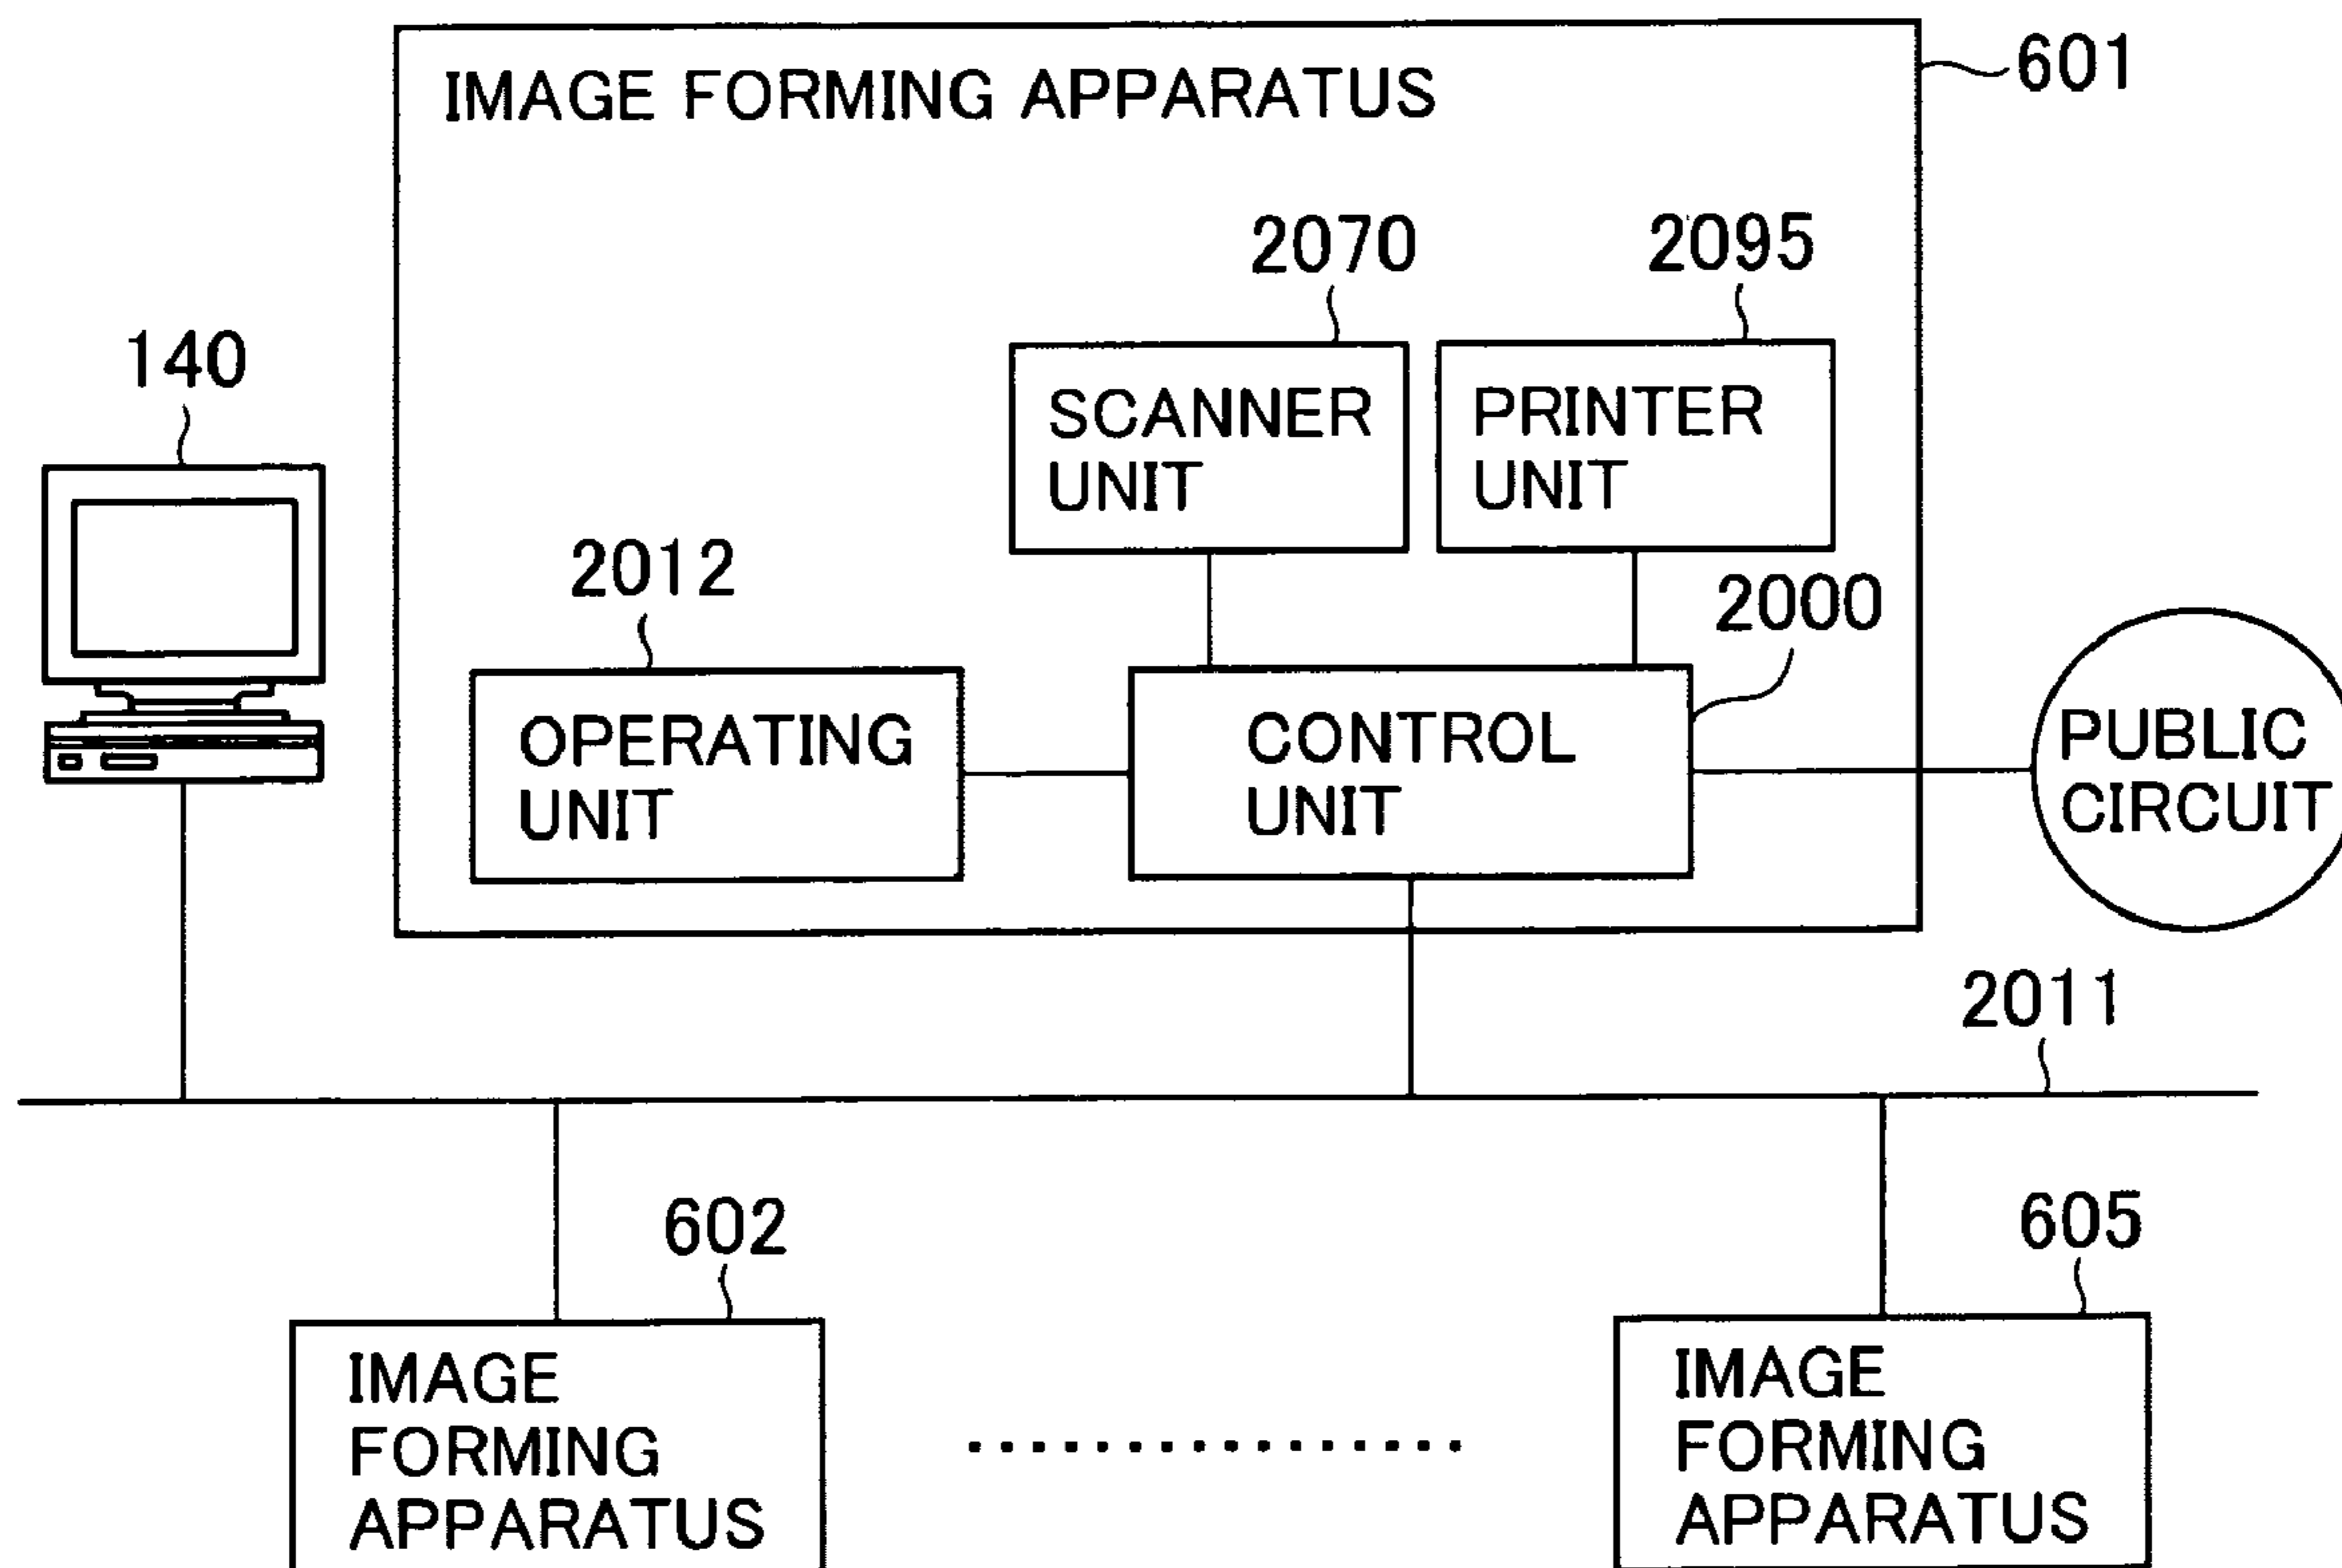 IMAGE FORMING APPARATUS
601
2070
2095
140
SCANNER
UNIT
PRINTER
UNIT
2012
2000
OPERATING
UNIT
CONTROL
UNIT
PUBLIC
CIRCUIT
2011
602
605
IMAGE
FORMING
APPARATUS
IMAGE
FORMING
APPARATUS